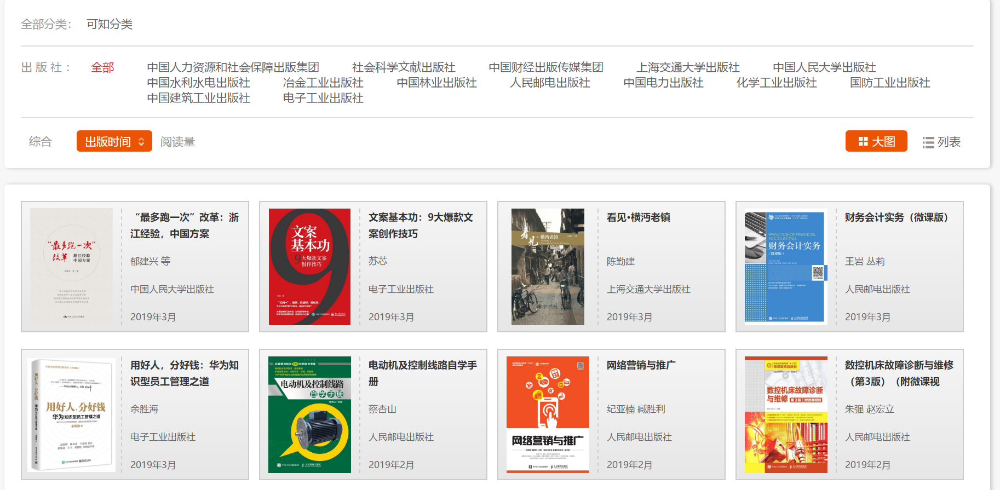 全部分类： 可知分类
出 版 社： 全部 中国人力资源和社会保障出版集团 社会科学文献出版社 中国财经出版传媒集团 上海交通大学出版社 中国人民大学出版社
中国水利水电出版社 冶金工业出版社 中国林业出版社 人民邮电出版社 中国电力出版社 化学工业出版社 国防工业出版社
中国建筑工业出版社 电子工业出版社
综合 出版时间 阅读量 大图 列表
"最多跑一次"
改革 浙江经验
中国方案
“最多跑一次”改革：浙
江经验，中国方案
郁建兴 等
中国人民大学出版社
2019年3月
文案
基本功
9大爆款文案
创作技巧
文案基本功：9大爆款文
案创作技巧
苏芯
电子工业出版社
2019年3月
看见 横沔老镇
看见·横沔老镇
陈勤建
上海交通大学出版社
2019年3月
PRACTICE OF FINANCIAL
ACCOUNTING
财务会计实务
（微课版）
财务会计实务（微课版）
王岩 丛莉
人民邮电出版社
2019年3月
用好人，分好钱
用好人，分好钱
华为知识型员工管理之道
用好人，分好钱：华为知
识型员工管理之道
余胜海
电子工业出版社
2019年3月
电动机及控制线路
自学手册
电动机及控制线路自学手
册
蔡杏山
人民邮电出版社
2019年2月
网络营销与推广
网络营销与推广
纪亚楠 臧胜利
人民邮电出版社
2019年2月
数控机床故障诊断
与维修 第3版 附微课视频
数控机床故障诊断与维修
（第3版）（附微课视
朱强 赵宏立
人民邮电出版社
2019年2月